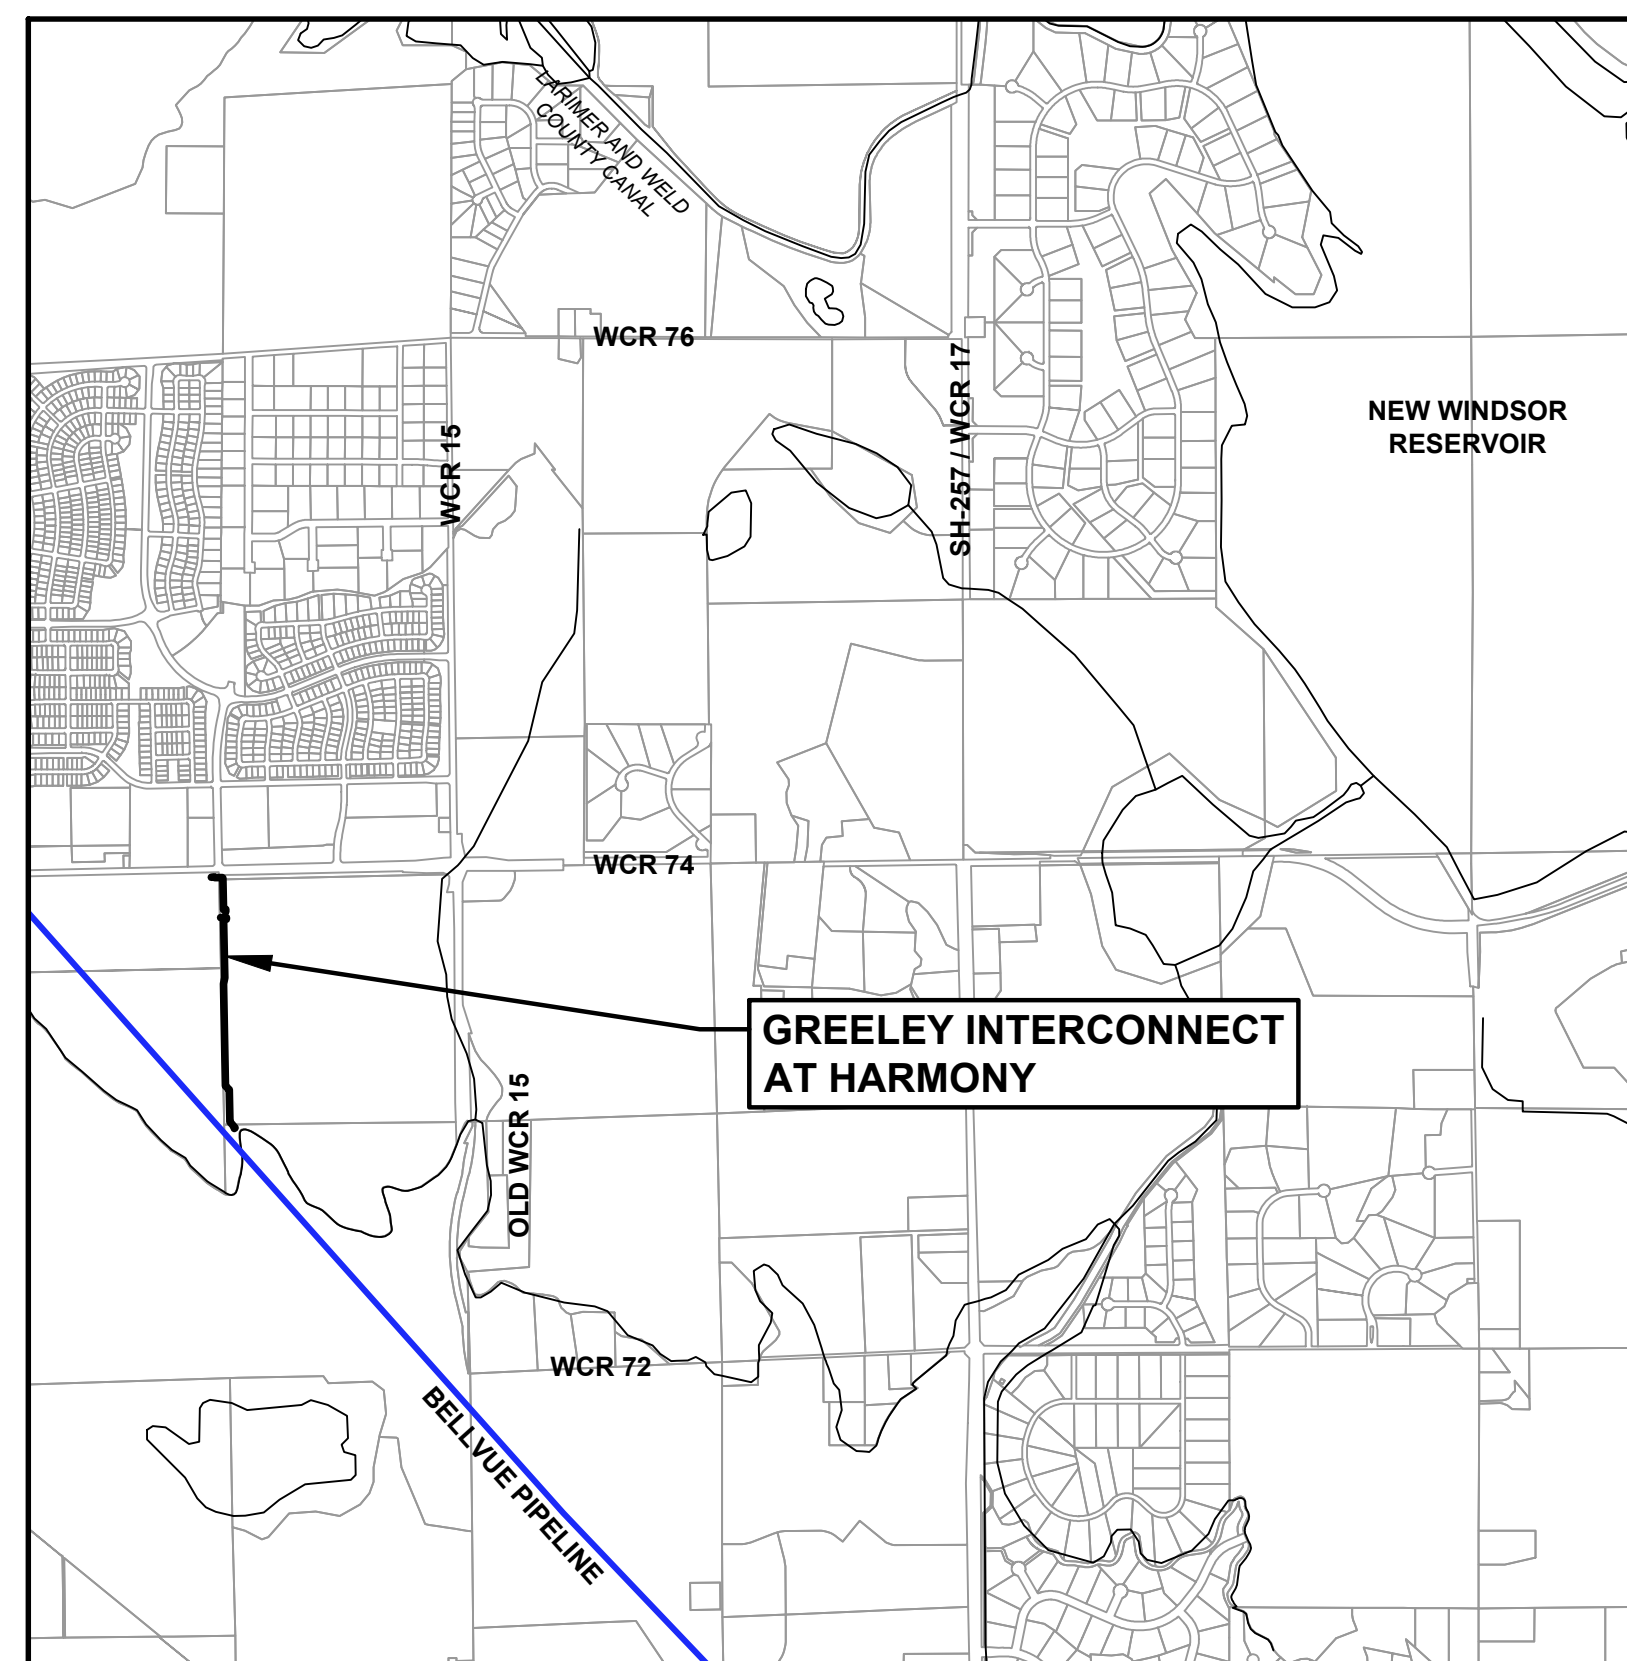 LARIMER AND WELD
COUNTY CANAL
WCR 76
SH-257 / WCR 17
NEW WINDSOR
RESERVOIR
WCR 15
WCR 74
GREELEY INTERCONNECT
AT HARMONY
OLD WCR 15
WCR 72
BELLVUE PIPELINE